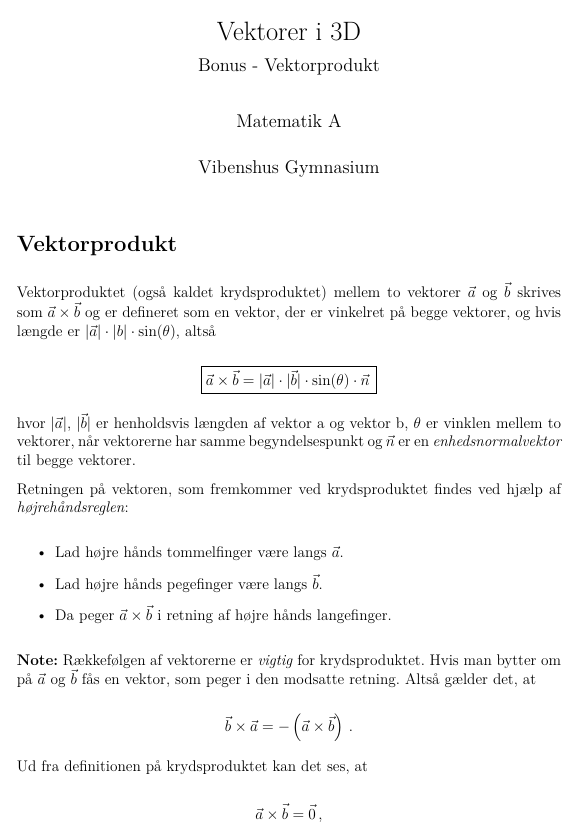 Vektorer i 3D
Bonus - Vektorprodukt
Matematik A
Vibenshus Gymnasium
Vektorprodukt
Vektorproduktet (også kaldet krydsproduktet) mellem to vektorer \(\vec{a}\) og \(\vec{b}\) skrives
som \(\vec{a} \times \vec{b}\) og er defineret som en vektor, der er vinkelret på begge vektorer, og hvis
længde er \(|\vec{a}| \cdot |b| \cdot \sin(\theta)\), altså
\(\vec{a} \times \vec{b} = |\vec{a}| \cdot |\vec{b}| \cdot \sin(\theta) \cdot \vec{n}\)
hvor \(|\vec{a}|\), \(|\vec{b}|\) er henholdsvis længden af vektor a og vektor b, \(\theta\) er vinklen mellem to
vektorer, når vektorerne har samme begyndelsespunkt og \(\vec{n}\) er en enhedsnormalvektor
til begge vektorer.
Retningen på vektoren, som fremkommer ved krydsproduktet findes ved hjælp af
højrehåndsreglen:
• Lad højre hånds tommelfinger være langs \(\vec{a}\).
• Lad højre hånds pegefinger være langs \(\vec{b}\).
• Da peger \(\vec{a} \times \vec{b}\) i retning af højre hånds langefinger.
Note: Rækkefølgen af vektorerne er vigtig for krydsproduktet. Hvis man bytter om
på \(\vec{a}\) og \(\vec{b}\) fås en vektor, som peger i den modsatte retning. Altså gælder det, at
\(\vec{b} \times \vec{a} = -\left(\vec{a} \times \vec{b}\right)\).
Ud fra definitionen på krydsproduktet kan det ses, at
\(\vec{a} \times \vec{b} = \vec{0}\),